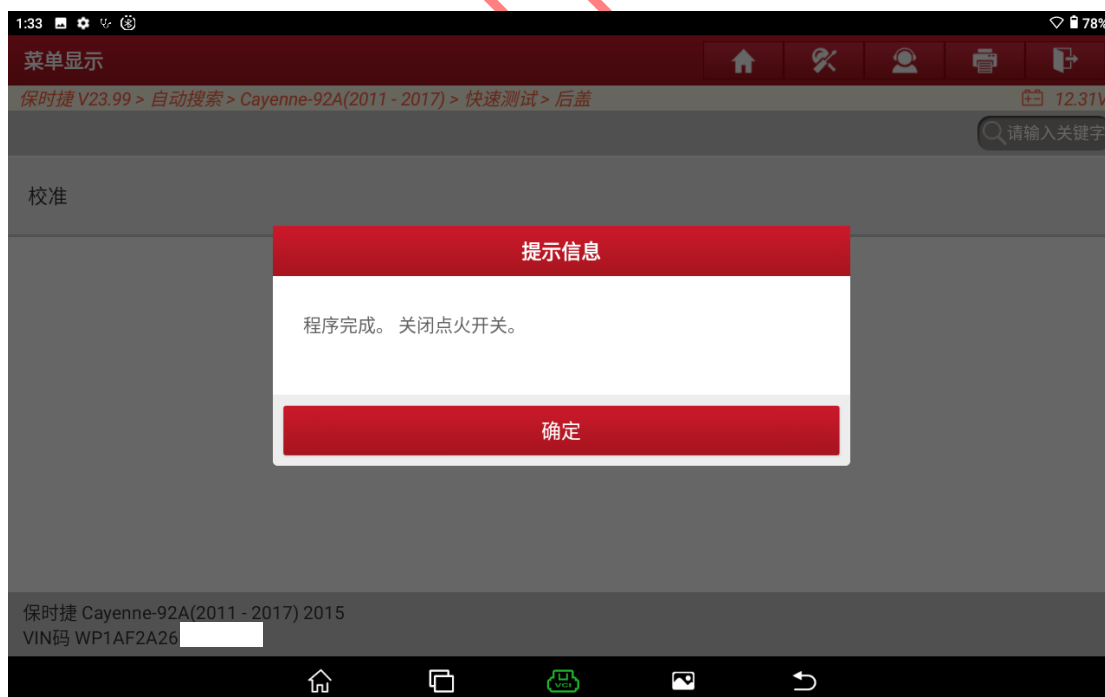 1:33
78%
菜单显示
保时捷 V23.99 > 自动搜索 > Cayenne-92A(2011 - 2017) > 快速测试 > 后盖
12.31V
请输入关键字
校准
提示信息
程序完成。 关闭点火开关。
确定
保时捷 Cayenne-92A(2011 - 2017) 2015
VIN码 WP1AF2A26
VCI